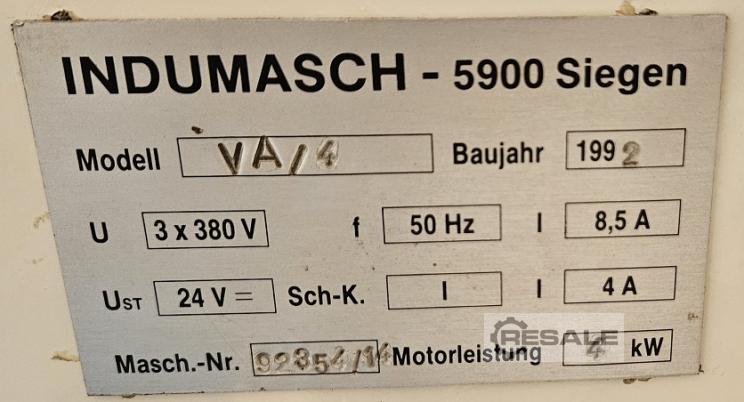 INDUMASCH - 5900 Siegen
Modell VA/4 Baujahr 1992
U 3 x 380 V f 50 Hz I 8,5 A
UST 24 V = Sch-K. I I 4 A
Masch.-Nr. 92354/14 Motorleistung 4 kW
RESALE